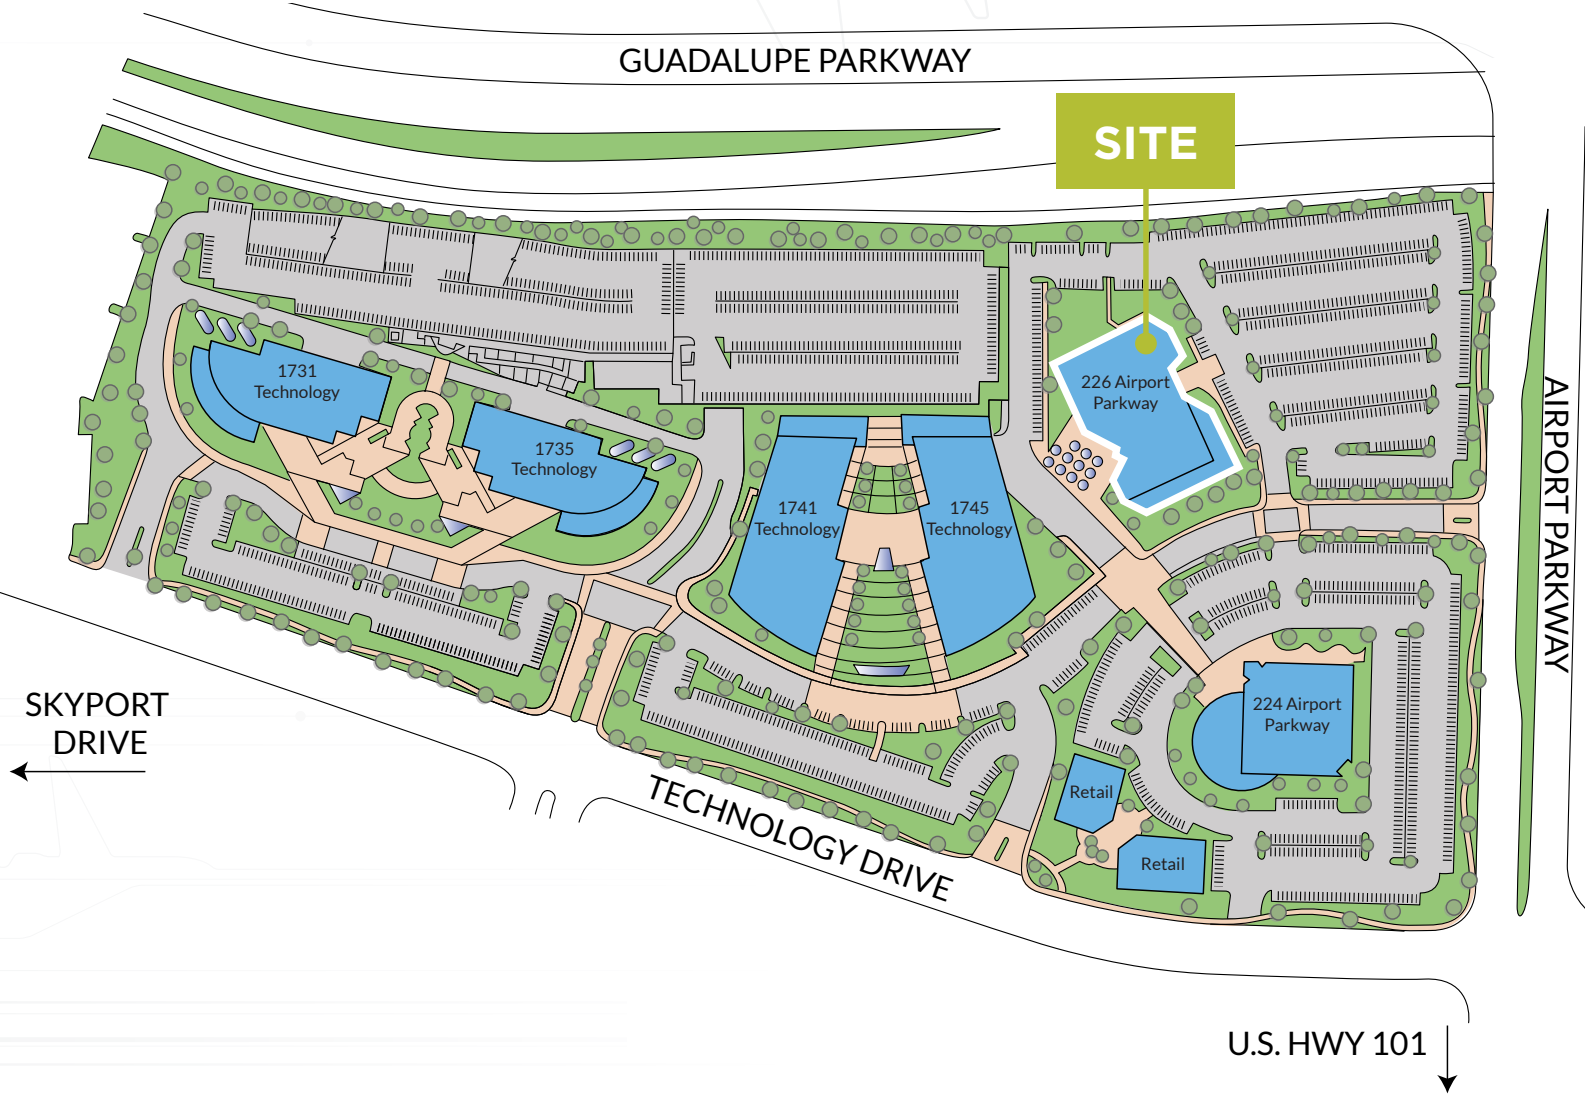 GUADALUPE PARKWAY
SITE
1731
Technology
1735
Technology
226 Airport
Parkway
1741
Technology
1745
Technology
AIRPORT PARKWAY
SKYPORT
DRIVE
224 Airport
Parkway
Retail
Retail
TECHNOLOGY DRIVE
U.S. HWY 101